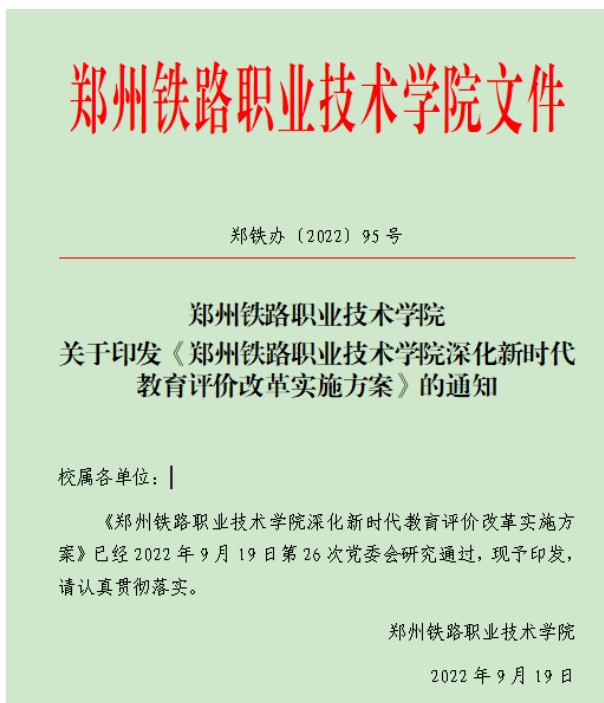 郑州铁路职业技术学院文件
郑铁办〔2022〕95号
郑州铁路职业技术学院
关于印发《郑州铁路职业技术学院深化新时代
教育评价改革实施方案》的通知
校属各单位：
《郑州铁路职业技术学院深化新时代教育评价改革实施方
案》已经2022年9月19日第26次党委会研究通过，现予印发，
请认真贯彻落实。
郑州铁路职业技术学院
2022年9月19日